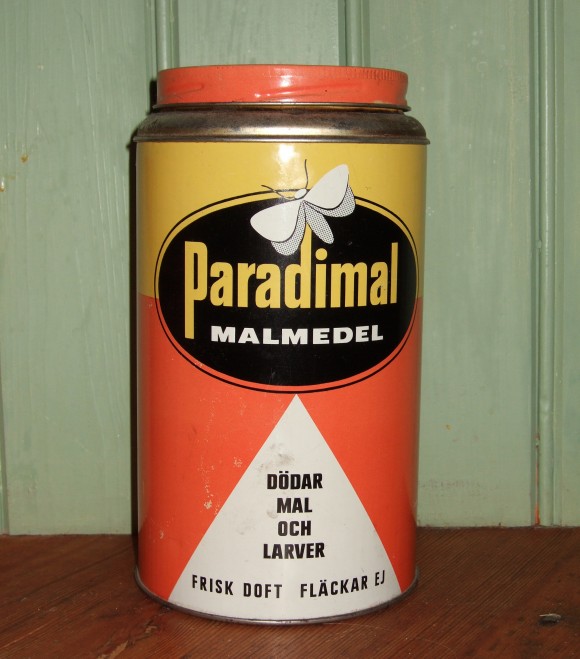 Paradimal
MALMEDEL
DÖDAR
MAL
OCH
LARVER
FRISK DOFT FLÄCKAR EJ